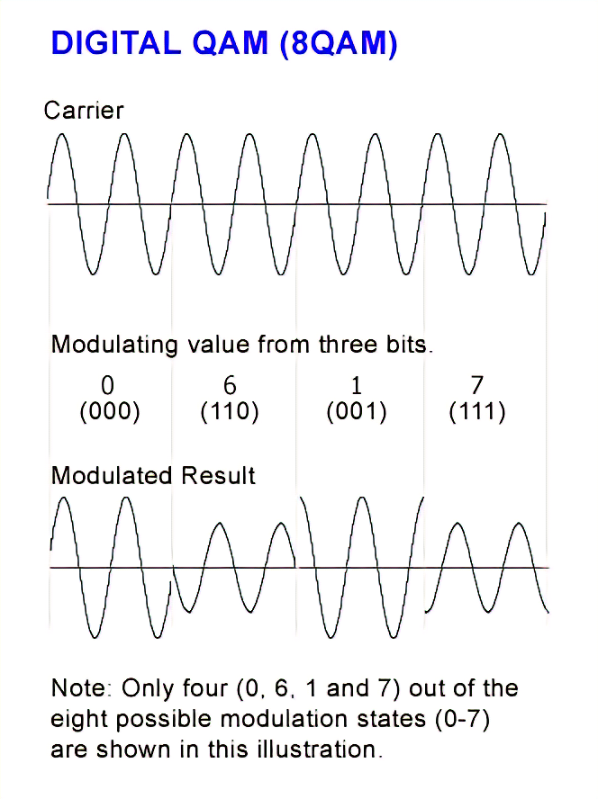 DIGITAL QAM (8QAM)
Carrier
Modulating value from three bits.
0 6 1 7
(000) (110) (001) (111)
Modulated Result
Note: Only four (0, 6, 1 and 7) out of the
eight possible modulation states (0-7)
are shown in this illustration.